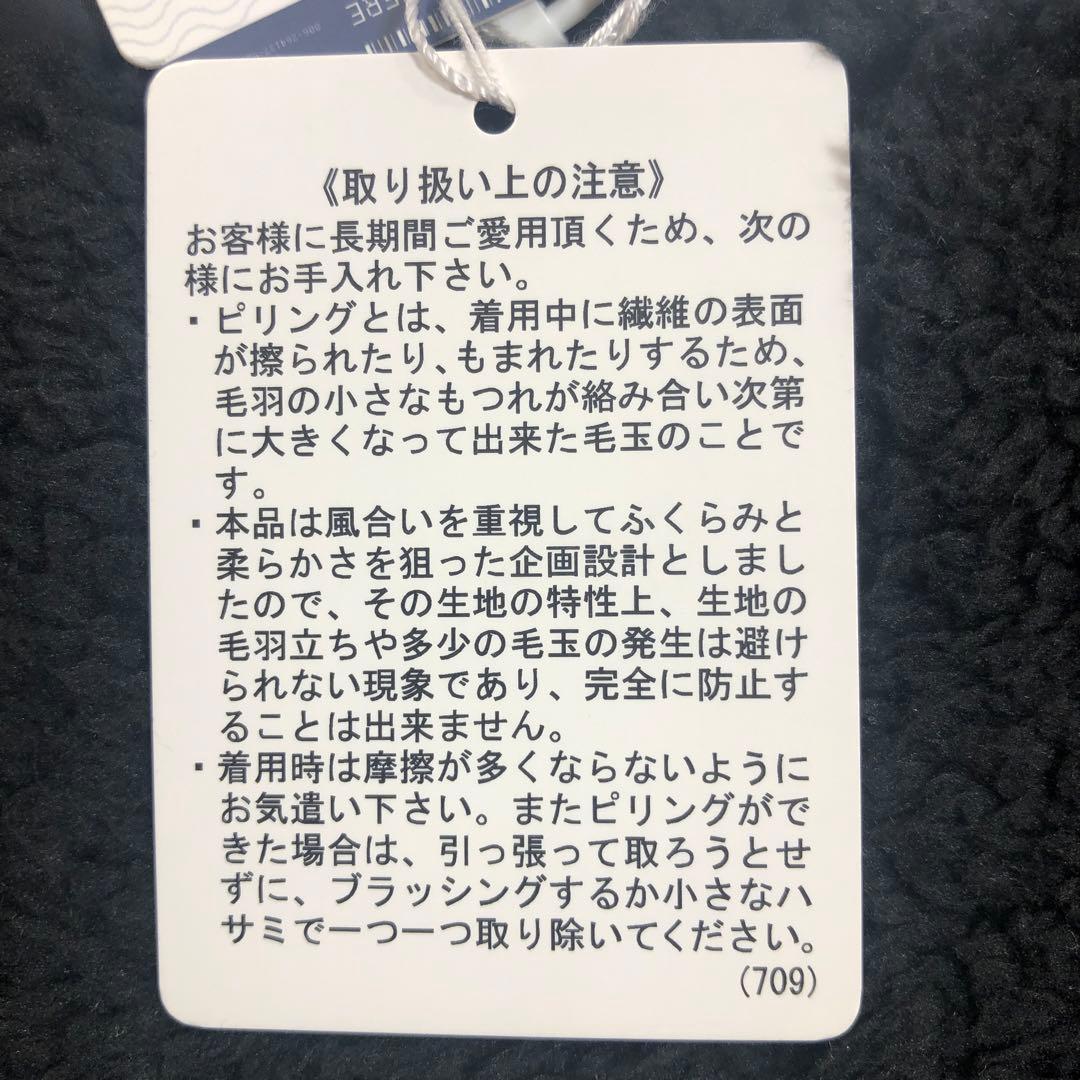 《取り扱い上の注意》
お客様に長期間ご愛用頂くため、次の
様にお手入れ下さい。
・ピリングとは、着用中に繊維の表面
が擦られたり、もまれたりするため、
毛羽の小さなもつれが絡み合い次第
に大きくなって出来た毛玉のことで
す。
・本品は風合いを重視してふくらみと
柔らかさを狙った企画設計としまし
たので、その生地の特性上、生地の
毛羽立ちや多少の毛玉の発生は避け
られない現象であり、完全に防止す
ることは出来ません。
・着用時は摩擦が多くならないように
お気遣い下さい。またピリングがで
きた場合は、引っ張って取ろうとせ
ずに、ブラッシングするか小さなハ
サミで一つ一つ取り除いてください。
(709)